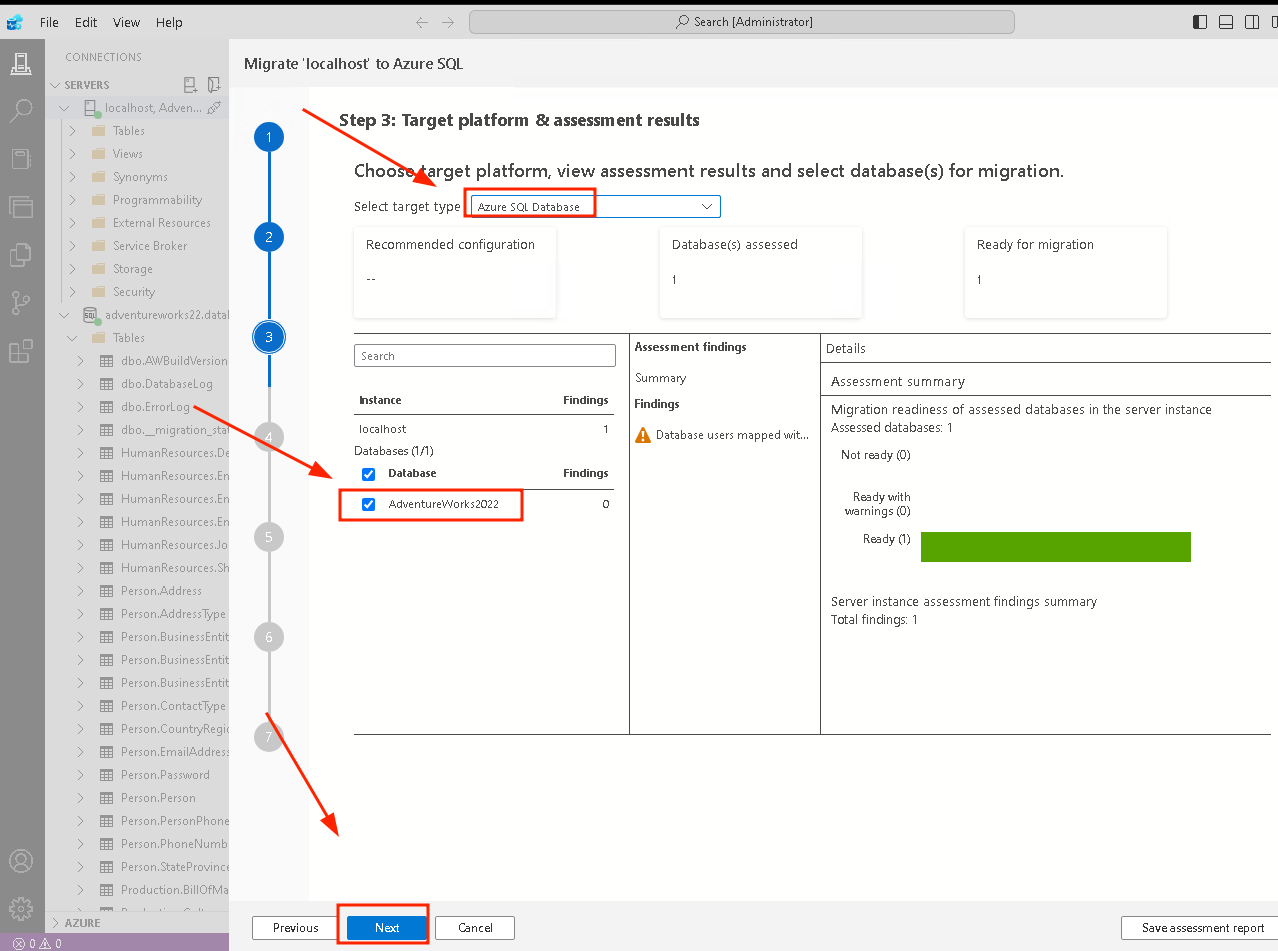 File Edit View Help
Search [Administrator]
CONNECTIONS
SERVERS
localhost, Adven...
Tables
Views
Synonyms
Programmability
External Resources
Service Broker
Storage
Security
adventureworks22.datal
Tables
dbo.AWBuildVersion
dbo.DatabaseLog
dbo.ErrorLog
dbo.__migration_stat
HumanResources.De
HumanResources.En
HumanResources.En
HumanResources.En
HumanResources.Jo
HumanResources.Sh
Person.Address
Person.AddressType
Person.BusinessEntit
Person.BusinessEntit
Person.BusinessEntit
Person.ContactType
Person.CountryRegio
Person.EmailAddress
Person.Password
Person.Person
Person.PersonPhone
Person.PhoneNumb
Person.StateProvince
Production.BillOfMa
AZURE
0 0
Migrate 'localhost' to Azure SQL
1
2
3
4
5
6
7
Step 3: Target platform & assessment results
Choose target platform, view assessment results and select database(s) for migration.
Select target type Azure SQL Database
Recommended configuration
--
Database(s) assessed
1
Ready for migration
1
Search
Instance Findings
localhost 1
Databases (1/1)
Database Findings
AdventureWorks2022 0
Assessment findings
Summary
Findings
Database users mapped wit...
Details
Assessment summary
Migration readiness of assessed databases in the server instance
Assessed databases: 1
Not ready (0)
Ready with
warnings (0)
Ready (1)
Server instance assessment findings summary
Total findings: 1
Previous Next Cancel Save assessment report